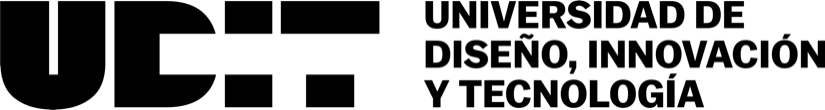 UDIT
UNIVERSIDAD DE
DISEÑO, INNOVACIÓN
Y TECNOLOGÍA